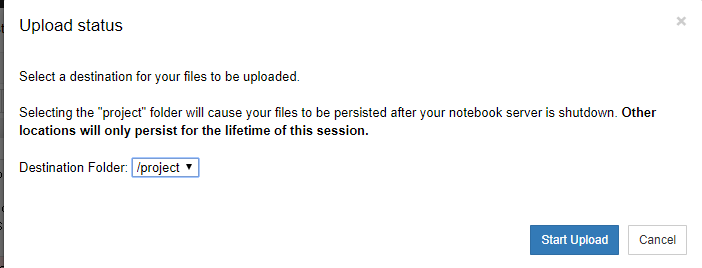 Upload status
×
Select a destination for your files to be uploaded.
Selecting the "project" folder will cause your files to be persisted after your notebook server is shutdown. Other
locations will only persist for the lifetime of this session.
Destination Folder: /project ▼
Start Upload Cancel